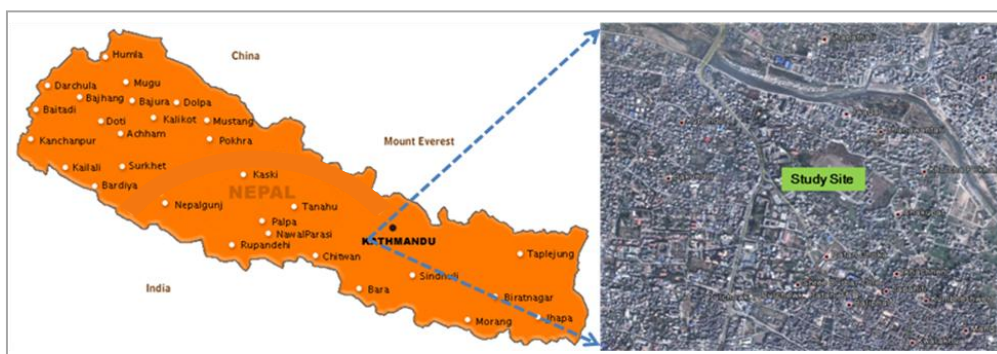 China
Humla
Mugu
Darchula
Bajhang
Bajura
Dolpa
Baitadi
Doti
Kalikot
Mustang
Achham
Kanchanpur
Pokhra
Mount Everest
Kailali
Surkhet
Kaski
Bardiya
NEPAL
Nepalgunj
Tanahu
Palpa
NawalParasi
KATHMANDU
Rupandehi
Chitwan
Taplejung
Sindhuli
India
Bara
Biratnagar
Jhapa
Morang
Study Site